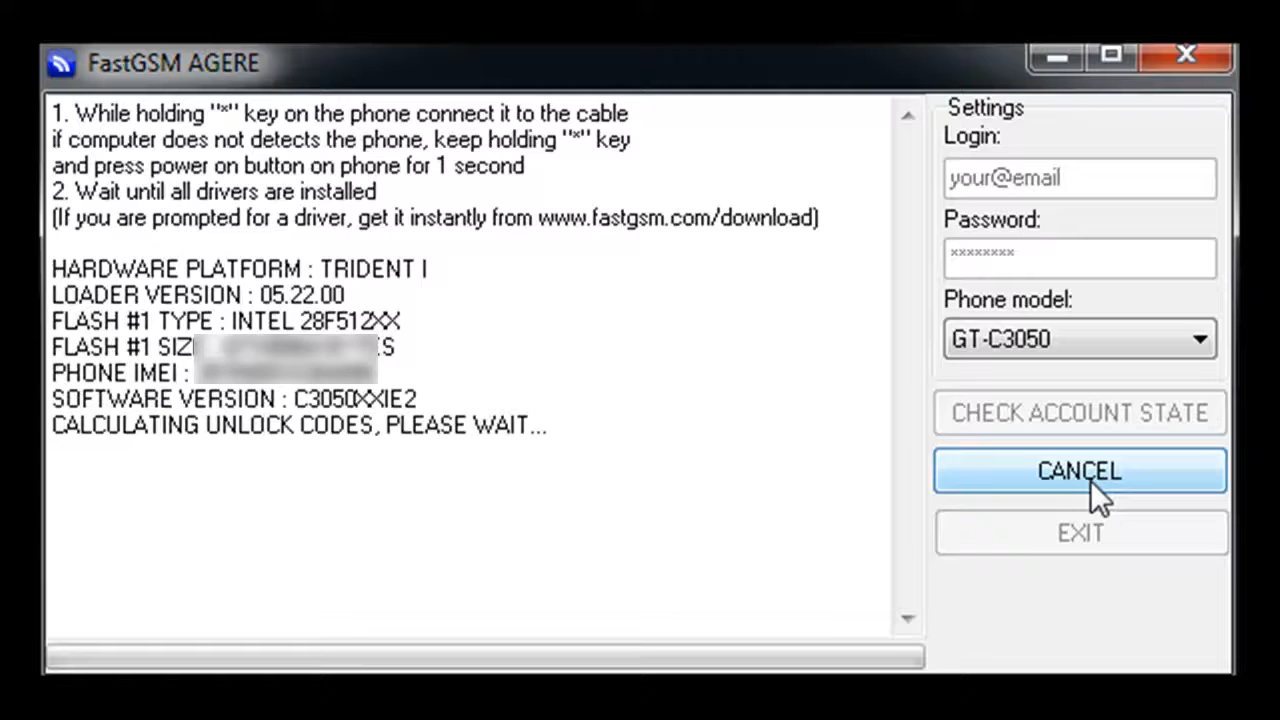 FastGSM AGERE
1. While holding "*" key on the phone connect it to the cable
if computer does not detects the phone, keep holding "*" key
and press power on button on phone for 1 second
2. Wait until all drivers are installed
(If you are prompted for a driver, get it instantly from www.fastgsm.com/download)
HARDWARE PLATFORM : TRIDENT I
LOADER VERSION : 05.22.00
FLASH #1 TYPE : INTEL 28F512XX
FLASH #1 SIZ
PHONE IMEI :
SOFTWARE VERSION : C3050XXIE2
CALCULATING UNLOCK CODES, PLEASE WAIT...
Settings
Login:
your@email
Password:
xxxxxxxx
Phone model:
GT-C3050
CHECK ACCOUNT STATE
CANCEL
EXIT